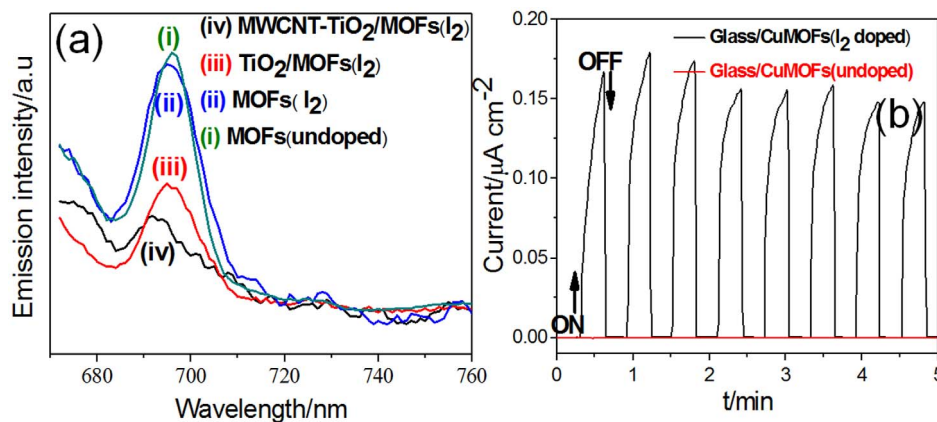 (a)
(iv) MWCNT-TiO2/MOFs(I2)
(iii) TiO2/MOFs(I2)
(ii) MOFs( I2)
(i) MOFs(undoped)
(i)
(ii)
(iii)
(iv)
Emission intensity/a.u
680 700 720 740 760
Wavelength/nm
(b)
Glass/CuMOFs(I2 doped)
Glass/CuMOFs(undoped)
OFF
ON
Current/µA cm-2
0.20
0.15
0.10
0.05
0.00
0 1 2 3 4 5
t/min